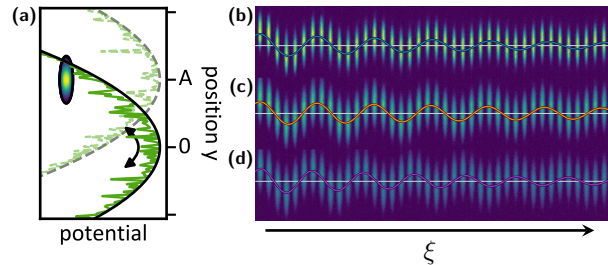 (a)
A
0
position y
potential
(b)
(c)
(d)
ξ